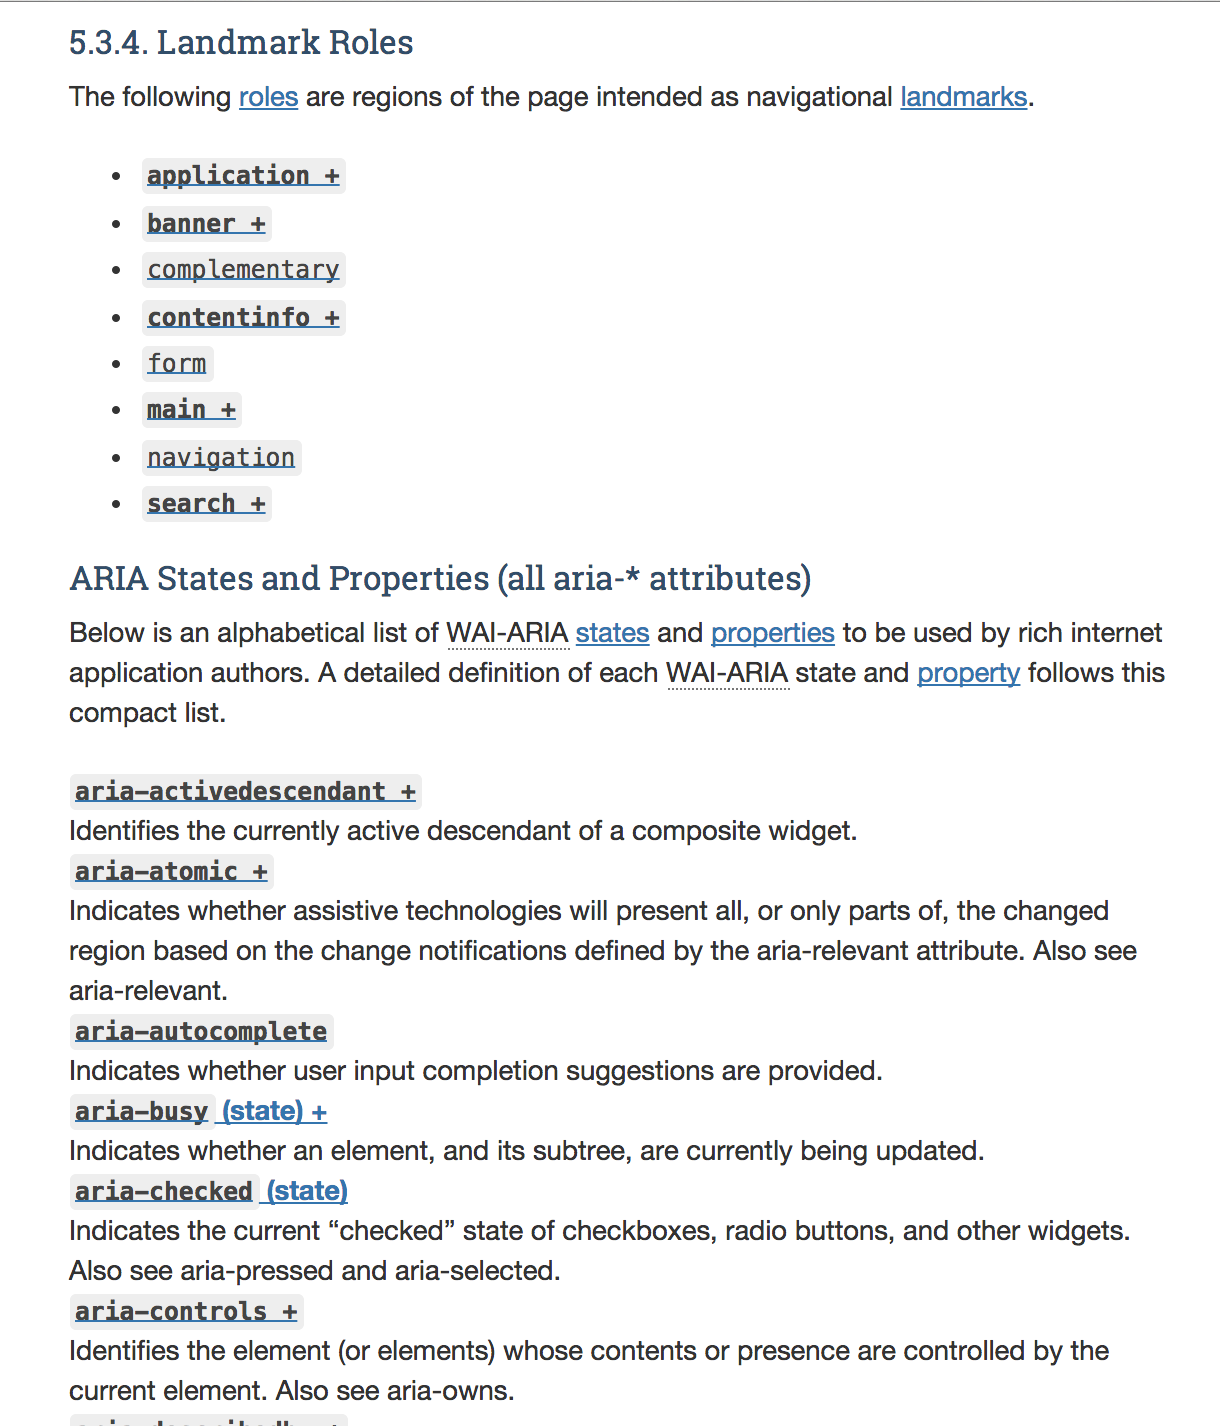 5.3.4. Landmark Roles
The following roles are regions of the page intended as navigational landmarks.
• application +
• banner +
• complementary
• contentinfo +
• form
• main +
• navigation
• search +
ARIA States and Properties (all aria-* attributes)
Below is an alphabetical list of WAI-ARIA states and properties to be used by rich internet
application authors. A detailed definition of each WAI-ARIA state and property follows this
compact list.
aria-activedescendant +
Identifies the currently active descendant of a composite widget.
aria-atomic +
Indicates whether assistive technologies will present all, or only parts of, the changed
region based on the change notifications defined by the aria-relevant attribute. Also see
aria-relevant.
aria-autocomplete
Indicates whether user input completion suggestions are provided.
aria-busy (state) +
Indicates whether an element, and its subtree, are currently being updated.
aria-checked (state)
Indicates the current “checked” state of checkboxes, radio buttons, and other widgets.
Also see aria-pressed and aria-selected.
aria-controls +
Identifies the element (or elements) whose contents or presence are controlled by the
current element. Also see aria-owns.